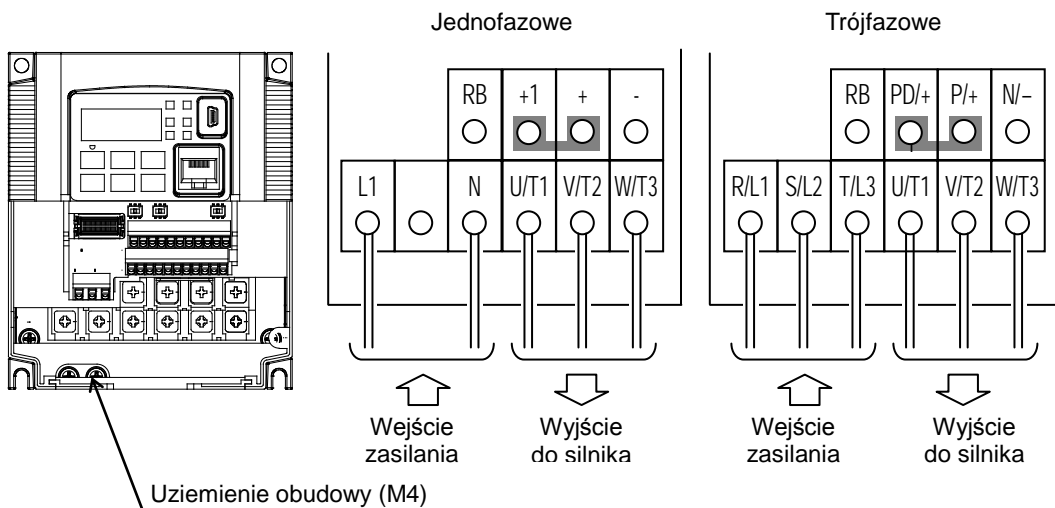 Jednofazowe Trójfazowe
RB +1 + -
RB PD/+ P/+ N/–
L1 N U/T1 V/T2 W/T3
R/L1 S/L2 T/L3 U/T1 V/T2 W/T3
Wejście
zasilania
Wyjście
do silnika
Wejście
zasilania
Wyjście
do silnika
Uziemienie obudowy (M4)